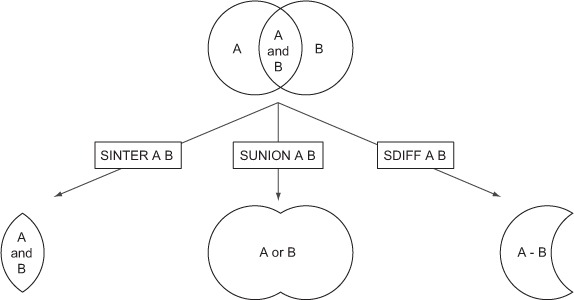 A
A
and
B
B
SINTER A B
SUNION A B
SDIFF A B
A
and
B
A or B
A - B